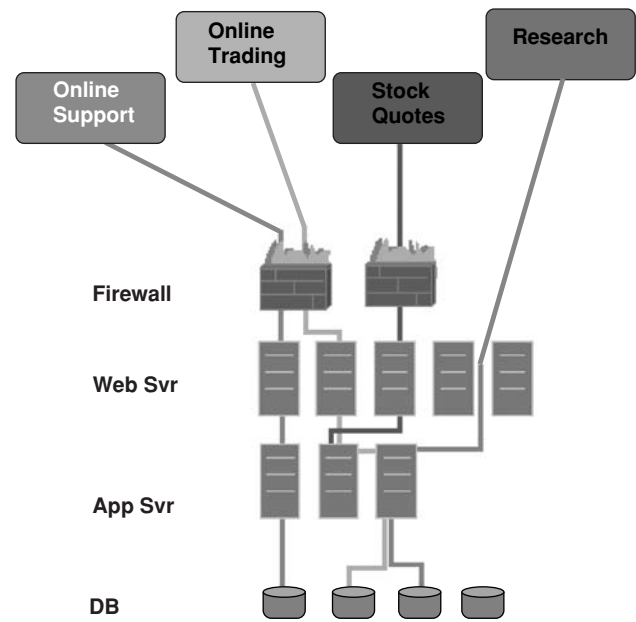 Online
Trading
Research
Online
Support
Stock
Quotes
Firewall
Web Svr
App Svr
DB